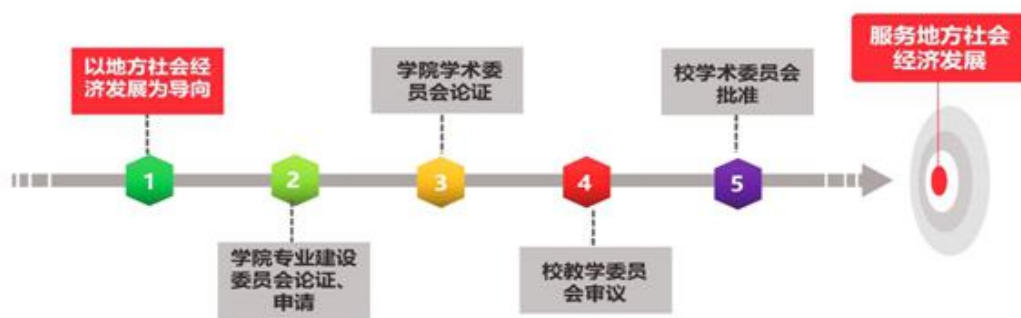 以地方社会经
济发展为导向
学院学术委
员会论证
校学术委员会
批准
服务地方社会
经济发展
1
2
3
4
5
学院专业建设
委员会论证、
申请
校教学委员
会审议